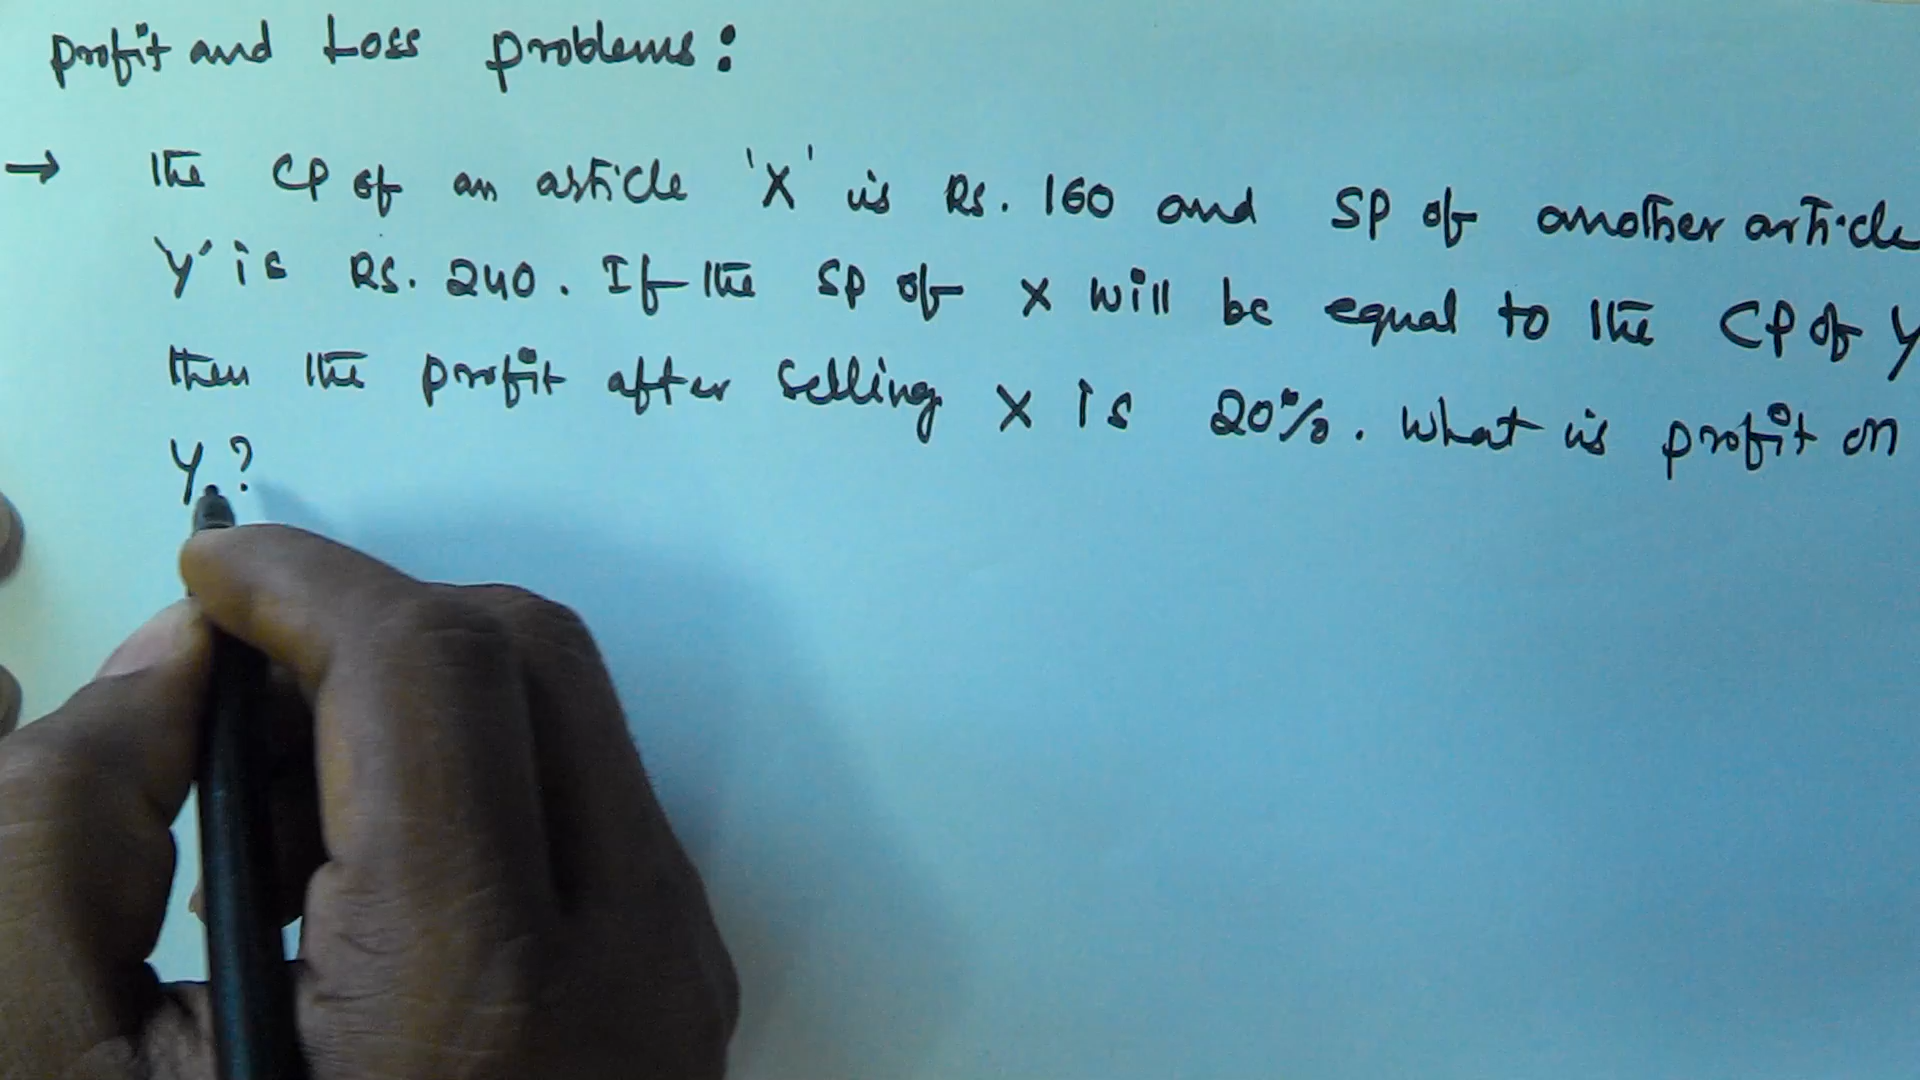 Profit and Loss problems:
→ The CP of an article 'X' is Rs. 160 and SP of another article
Y' is Rs. 240. If the SP of X will be equal to the CP of Y
then the profit after selling X is 20%. What is profit on
Y?